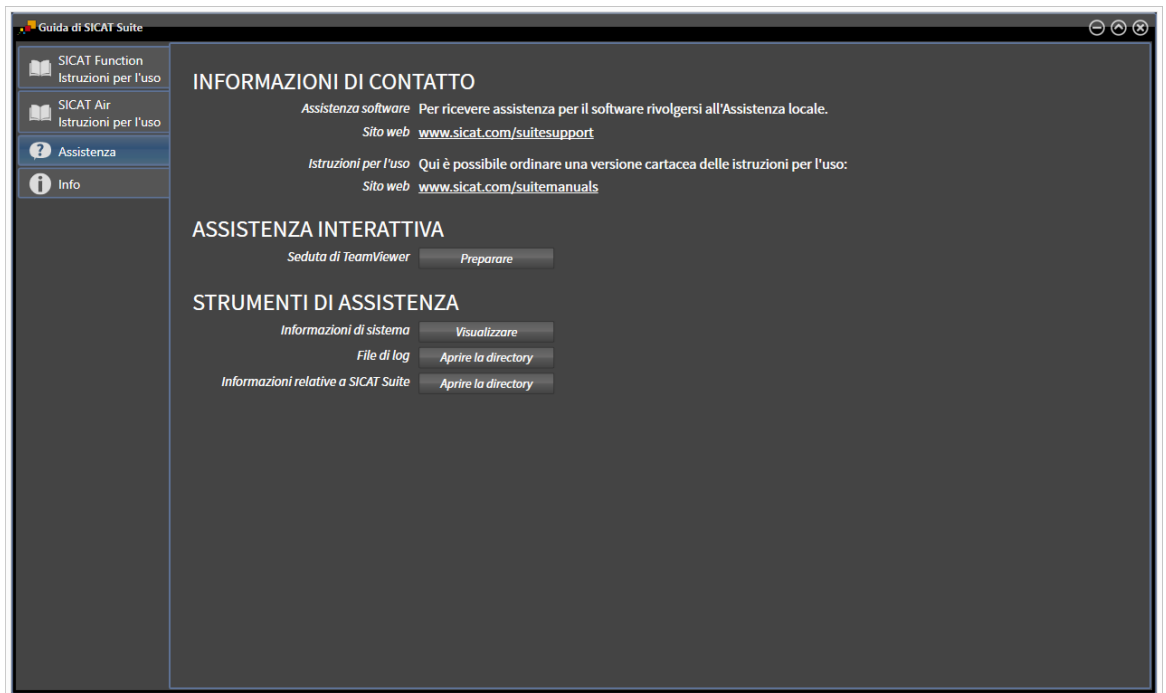 Guida di SICAT Suite
SICAT Function
Istruzioni per l'uso
SICAT Air
Istruzioni per l'uso
Assistenza
Info
INFORMAZIONI DI CONTATTO
Assistenza software Per ricevere assistenza per il software rivolgersi all'Assistenza locale.
Sito web www.sicat.com/suitesupport
Istruzioni per l'uso Qui è possibile ordinare una versione cartacea delle istruzioni per l'uso:
Sito web www.sicat.com/suitemanuals
ASSISTENZA INTERATTIVA
Seduta di TeamViewer Preparare
STRUMENTI DI ASSISTENZA
Informazioni di sistema Visualizzare
File di log Aprire la directory
Informazioni relative a SICAT Suite Aprire la directory